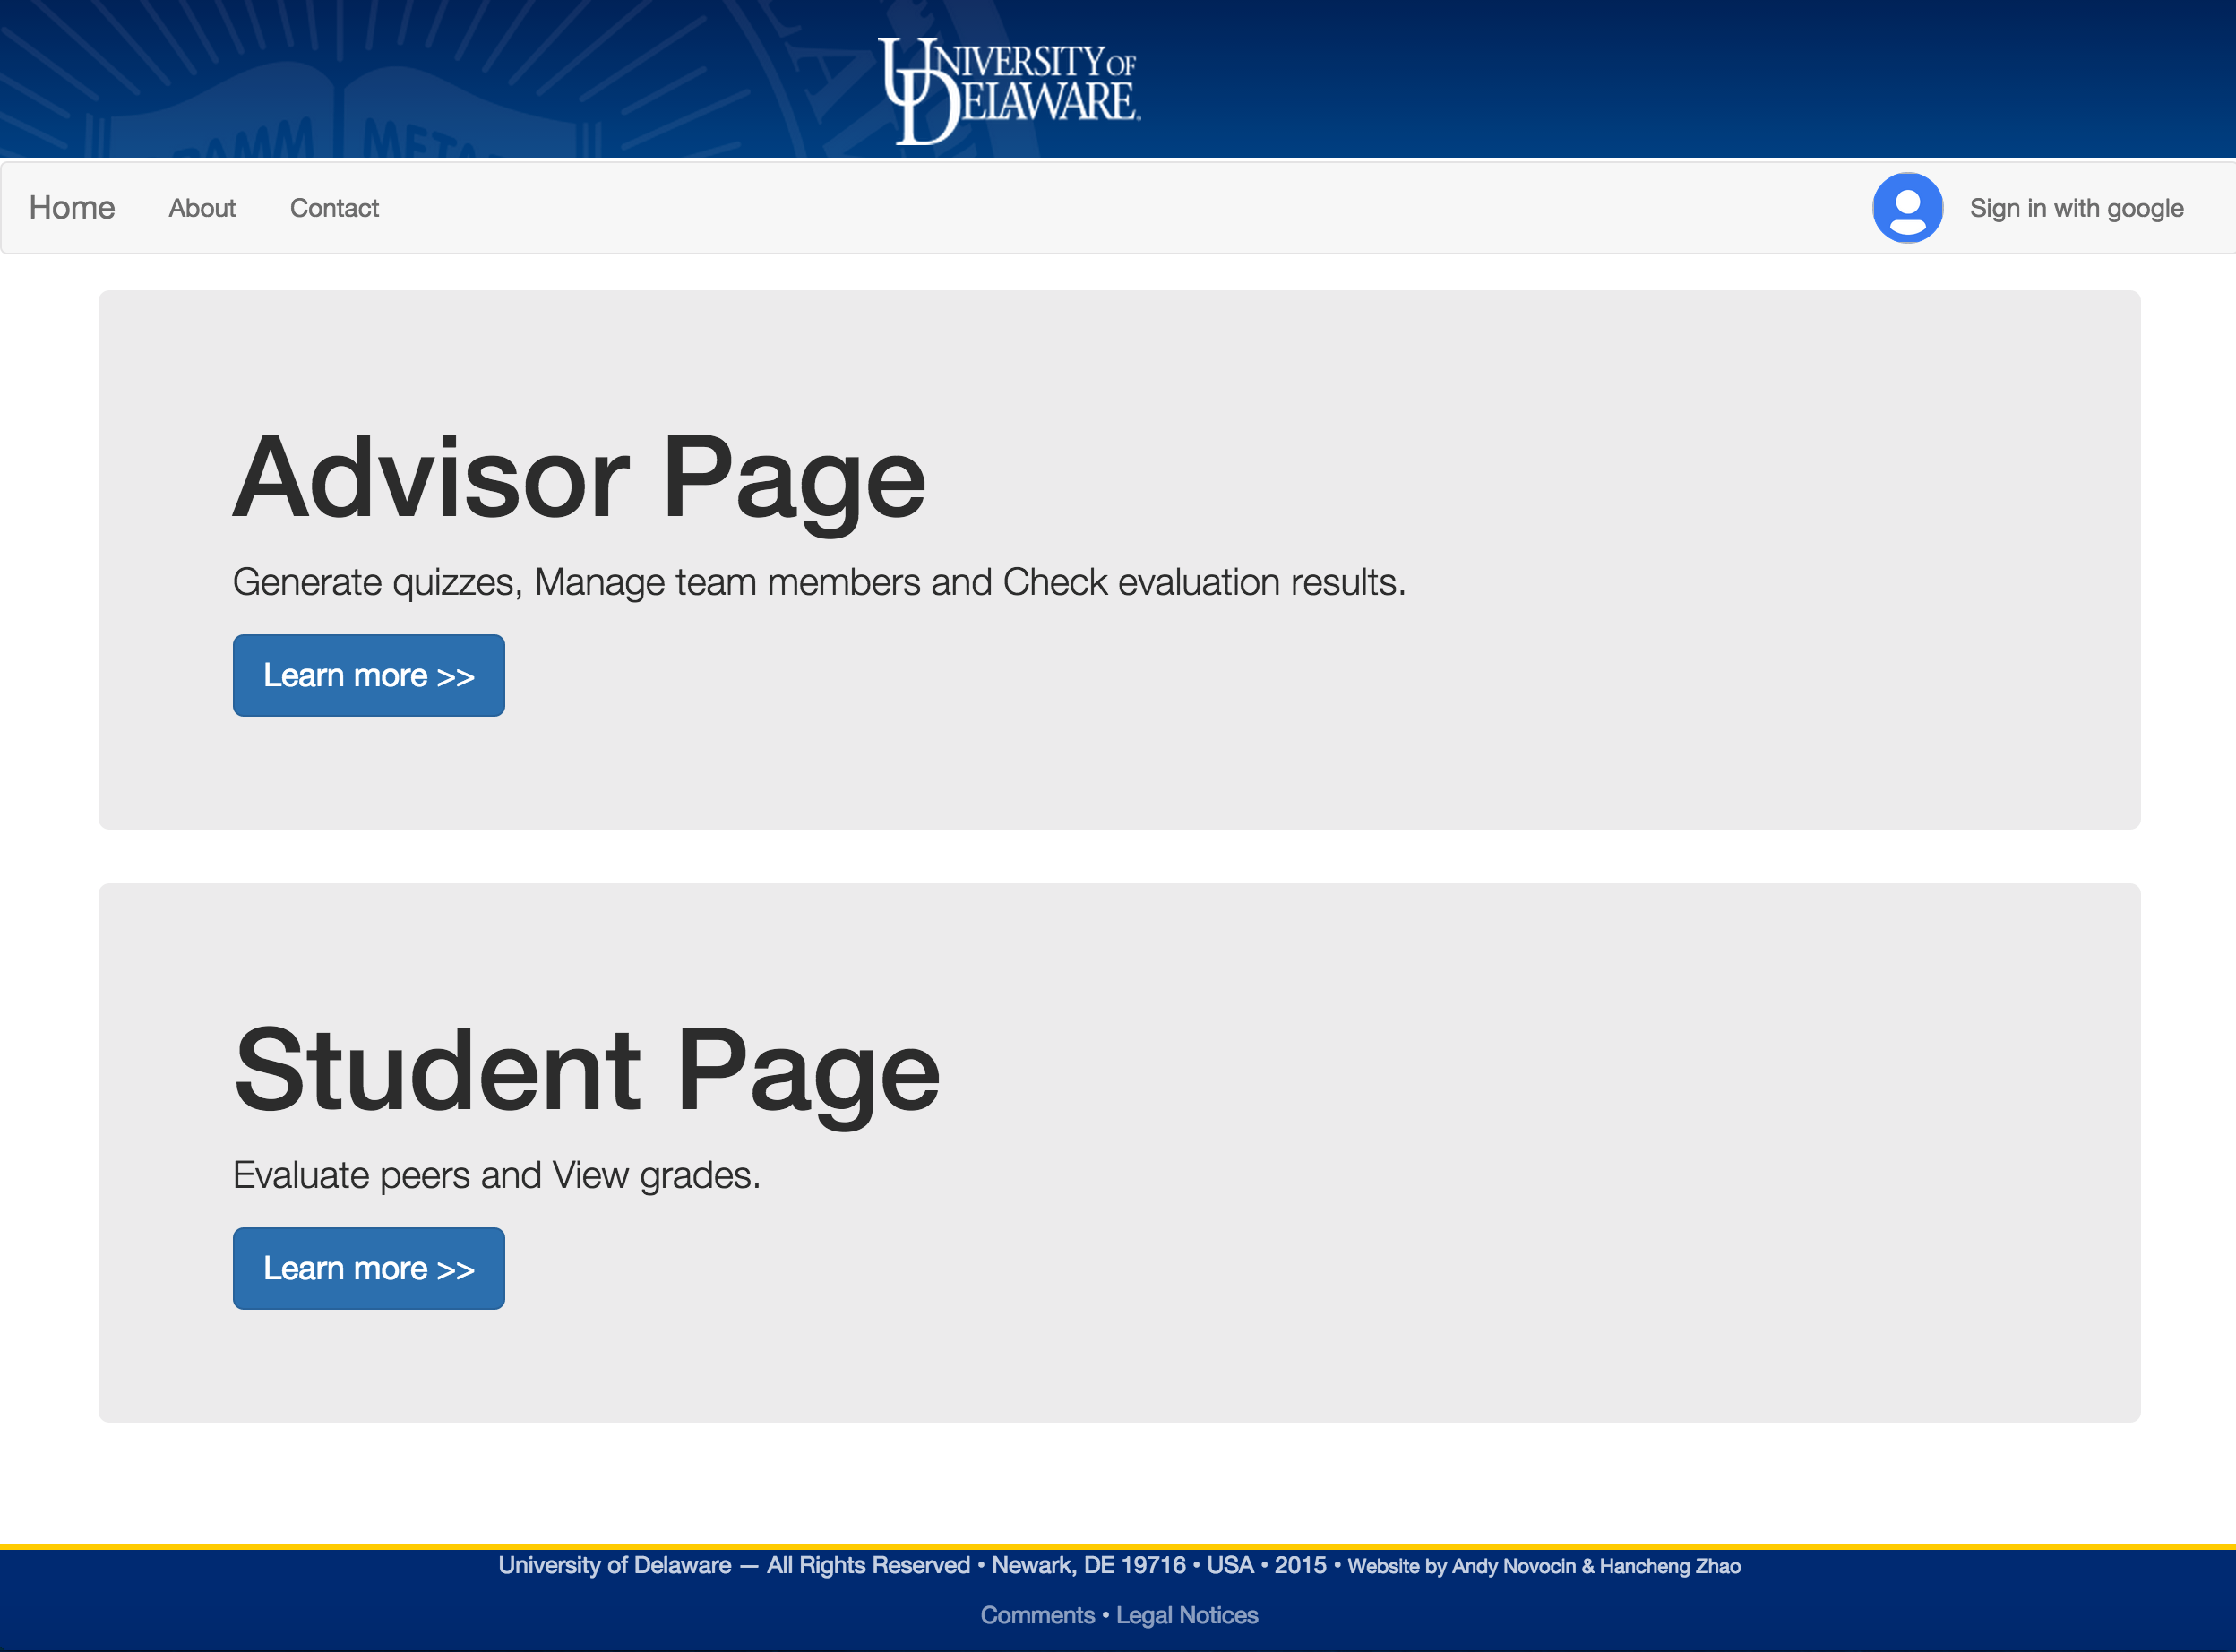 UNIVERSITY OF
DELAWARE.
Home About Contact Sign in with google
Advisor Page
Generate quizzes, Manage team members and Check evaluation results.
Learn more >>
Student Page
Evaluate peers and View grades.
Learn more >>
University of Delaware — All Rights Reserved • Newark, DE 19716 • USA • 2015 • Website by Andy Novocin & Hancheng Zhao
Comments • Legal Notices